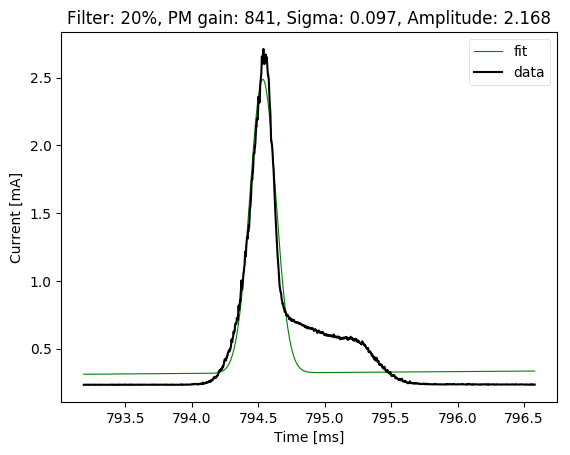 Filter: 20%, PM gain: 841, Sigma: 0.097, Amplitude: 2.168
fit
data
Current [mA]
2.5
2.0
1.5
1.0
0.5
793.5 794.0 794.5 795.0 795.5 796.0 796.5
Time [ms]